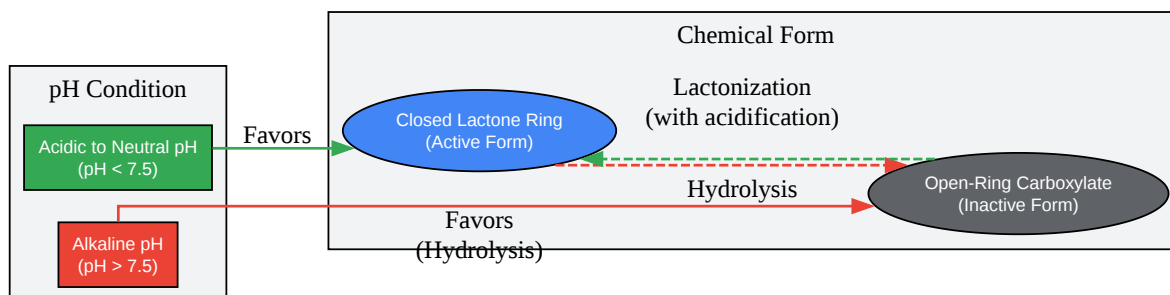 Chemical Form
pH Condition
Lactonization
(with acidification)
Closed Lactone Ring
(Active Form)
Acidic to Neutral pH
(pH < 7.5)
Favors
Open-Ring Carboxylate
(Inactive Form)
Hydrolysis
Favors
(Hydrolysis)
Alkaline pH
(pH > 7.5)